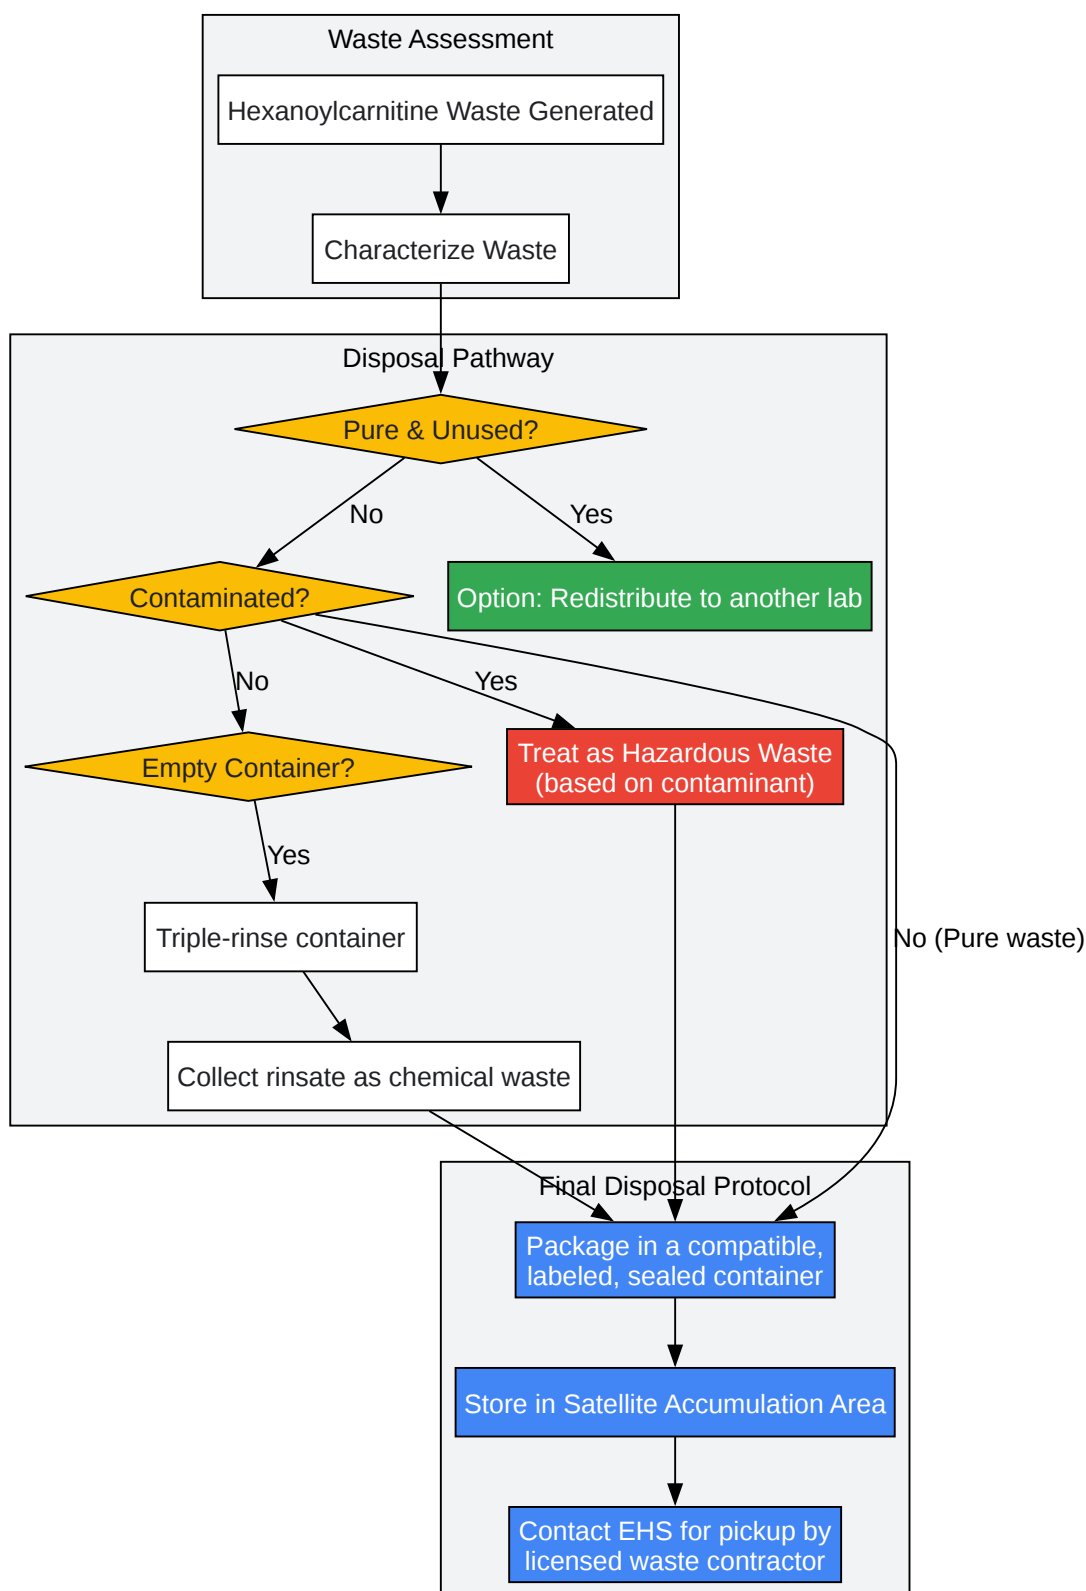 Waste Assessment
Hexanoylcarnitine Waste Generated
Characterize Waste
Disposal Pathway
Pure & Unused?
No
Yes
Contaminated?
Option: Redistribute to another lab
No
Yes
Empty Container?
Treat as Hazardous Waste
(based on contaminant)
Yes
Triple-rinse container
No (Pure waste)
Collect rinsate as chemical waste
Final Disposal Protocol
Package in a compatible,
labeled, sealed container
Store in Satellite Accumulation Area
Contact EHS for pickup by
licensed waste contractor